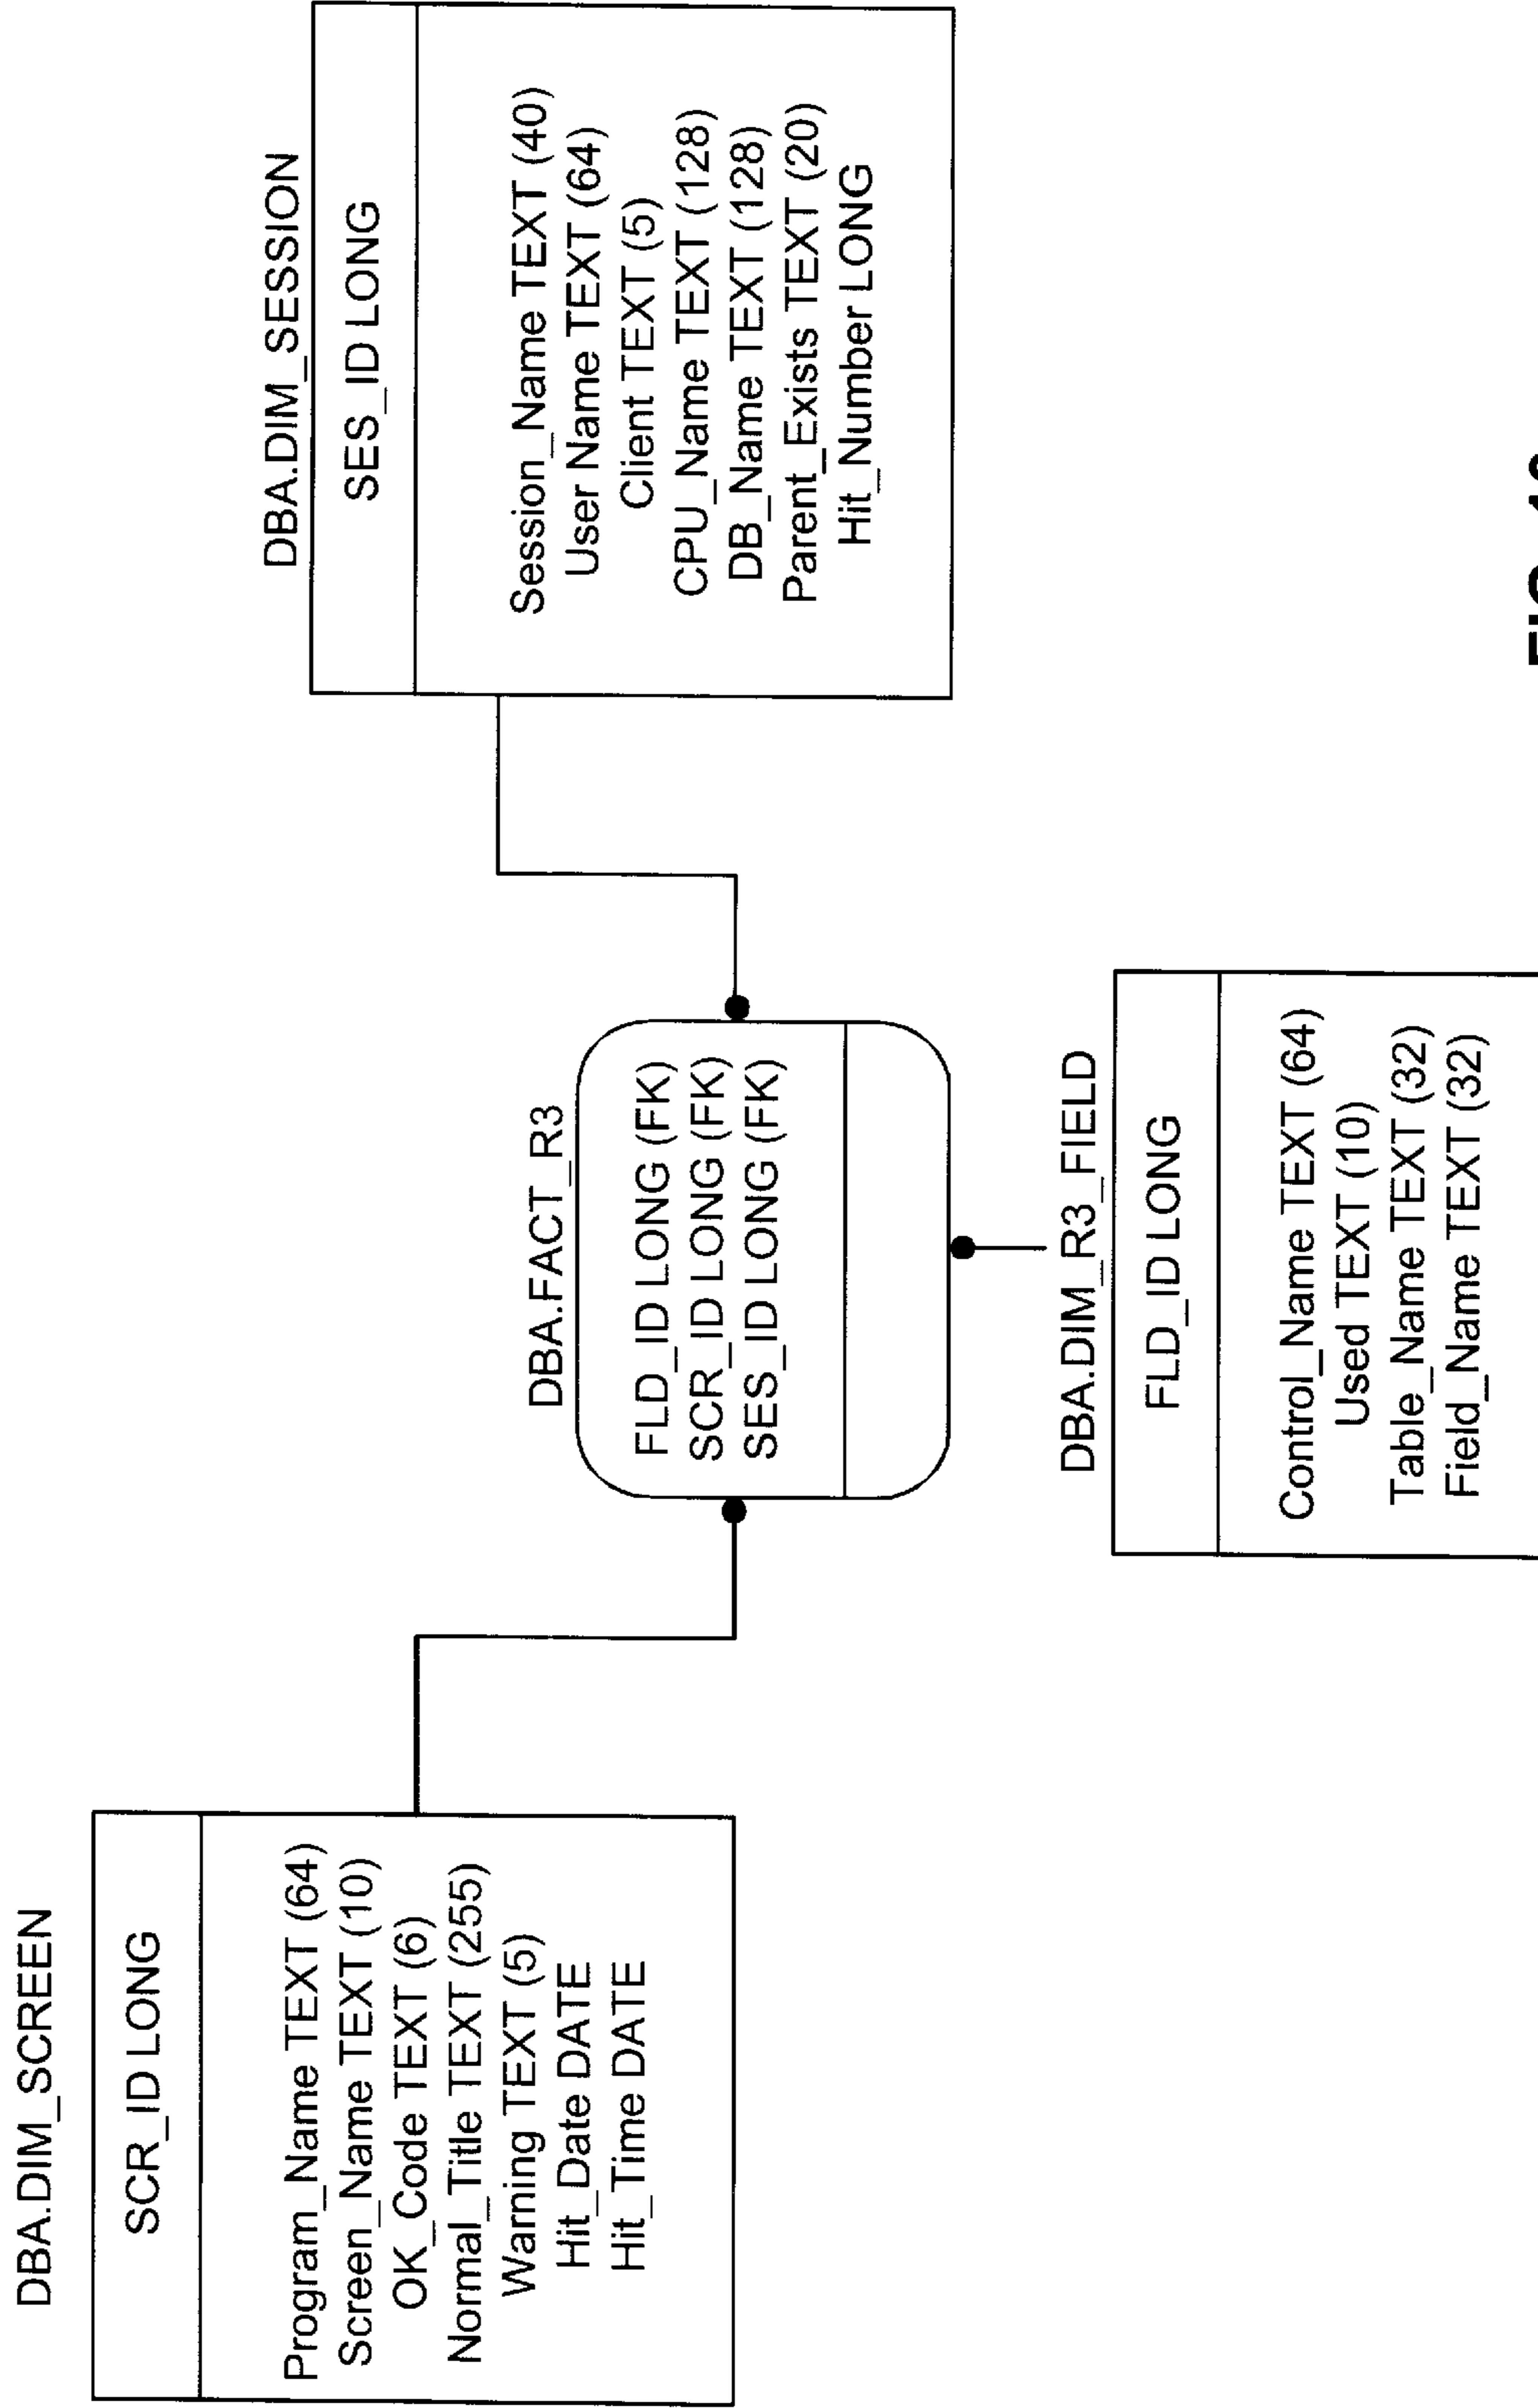 DBA.DIM_SCREEN
SCR_ID LONG
Program_Name TEXT (64)
Screen_Name TEXT (10)
OK_Code TEXT (6)
Normal_Title TEXT (255)
Warning TEXT (5)
Hit_Date DATE
Hit_Time DATE
DBA.FACT_R3
FLD_ID LONG (FK)
SCR_ID LONG (FK)
SES_ID LONG (FK)
DBA.DIM_SESSION
SES_ID LONG
Session_Name TEXT (40)
User Name TEXT (64)
Client TEXT (5)
CPU_Name TEXT (128)
DB_Name TEXT (128)
Parent_Exists TEXT (20)
Hit_Number LONG
DBA.DIM_R3_FIELD
FLD_ID LONG
Control_Name TEXT (64)
Used TEXT (10)
Table_Name TEXT (32)
Field_Name TEXT (32)